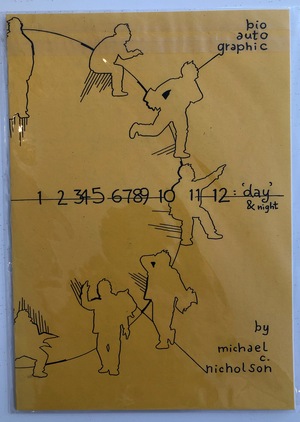 bio
auto
graphic
1 2 3 4 5 6 7 8 9 10 11 12 : 'day'
& night
by
michael
c.
nicholson